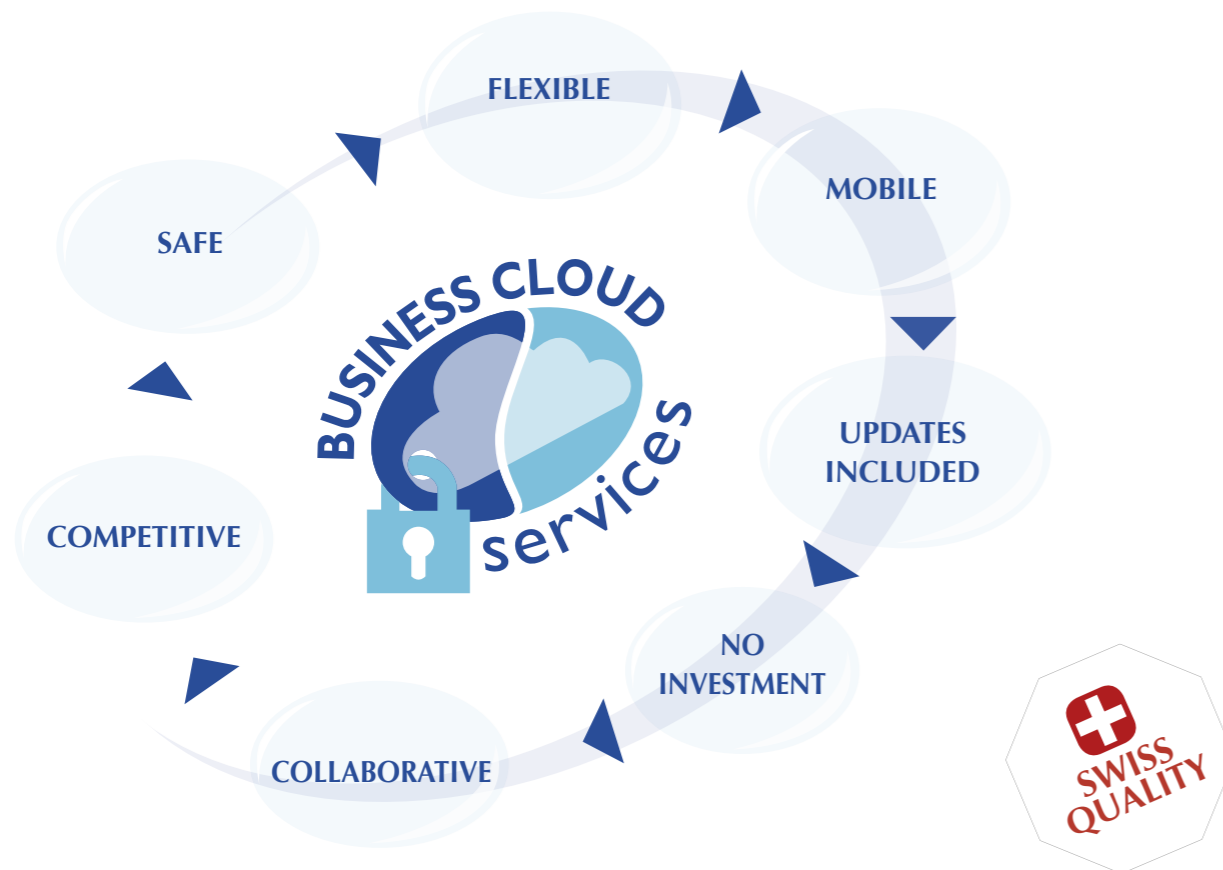 FLEXIBLE
MOBILE
SAFE
BUSINESS CLOUD
services
UPDATES
INCLUDED
COMPETITIVE
NO
INVESTMENT
COLLABORATIVE
SWISS
QUALITY